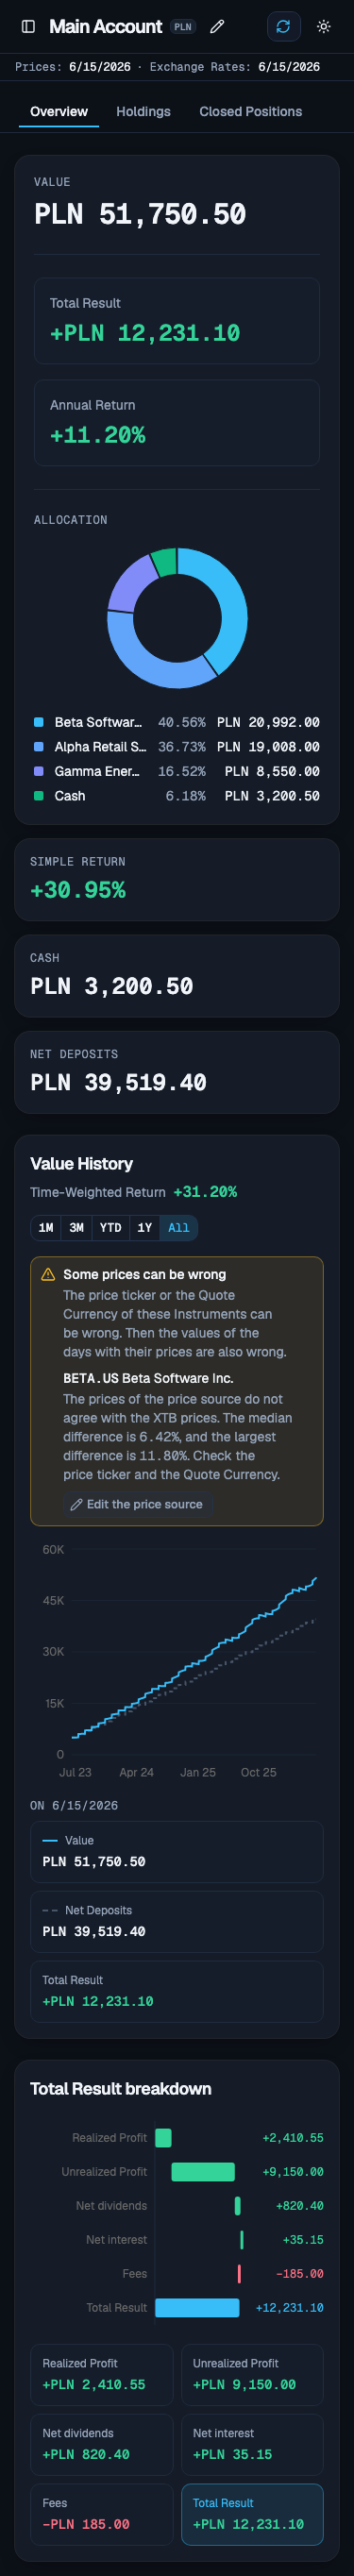 Main Account PLN
Prices: 6/15/2026 · Exchange Rates: 6/15/2026
Overview Holdings Closed Positions
VALUE
PLN 51,750.50
Total Result
+PLN 12,231.10
Annual Return
+11.20%
ALLOCATION
Beta Softwar… 40.56% PLN 20,992.00
Alpha Retail S… 36.73% PLN 19,008.00
Gamma Ener… 16.52% PLN 8,550.00
Cash 6.18% PLN 3,200.50
SIMPLE RETURN
+30.95%
CASH
PLN 3,200.50
NET DEPOSITS
PLN 39,519.40
Value History
Time-Weighted Return +31.20%
1M 3M YTD 1Y All
Some prices can be wrong
The price ticker or the Quote
Currency of these Instruments can
be wrong. Then the values of the
days with their prices are also wrong.
BETA.US Beta Software Inc.
The prices of the price source do not
agree with the XTB prices. The median
difference is 6.42%, and the largest
difference is 11.80%. Check the
price ticker and the Quote Currency.
Edit the price source
60K
45K
30K
15K
0
Jul 23 Apr 24 Jan 25 Oct 25
ON 6/15/2026
Value
PLN 51,750.50
Net Deposits
PLN 39,519.40
Total Result
+PLN 12,231.10
Total Result breakdown
Realized Profit +2,410.55
Unrealized Profit +9,150.00
Net dividends +820.40
Net interest +35.15
Fees −185.00
Total Result +12,231.10
Realized Profit
+PLN 2,410.55
Unrealized Profit
+PLN 9,150.00
Net dividends
+PLN 820.40
Net interest
+PLN 35.15
Fees
−PLN 185.00
Total Result
+PLN 12,231.10